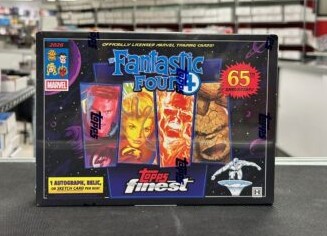 OFFICIALLY LICENSED MARVEL TRADING CARDS!
2026
MARVEL
Fantastic
Four
65
1 AUTOGRAPH, RELIC,
OR SKETCH CARD PER BOX!
Topps
finest